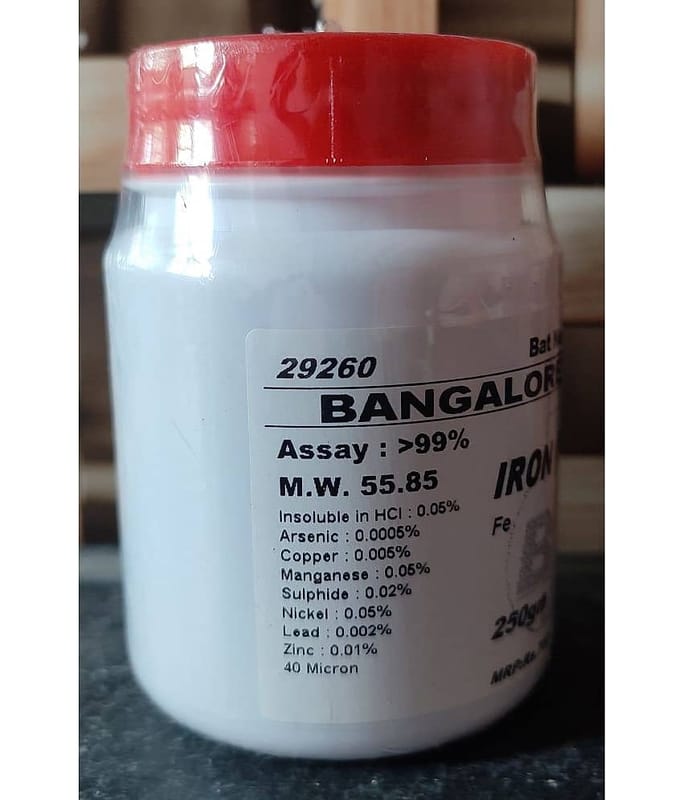 29260
Bat
BANGALORE
Assay : >99%
IRON
M.W. 55.85
Fe
Insoluble in HCl : 0.05%
Arsenic : 0.0005%
Copper : 0.005%
Manganese : 0.05%
Sulphide : 0.02%
250gm
Nickel : 0.05%
Lead : 0.002%
Zinc : 0.01%
40 Micron